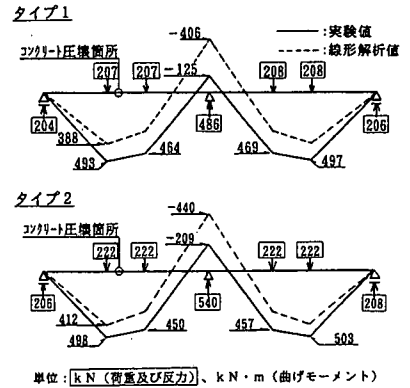 タイプ1
-406
——:実験値
-----:線形解析値
コンクリート圧壊箇所
207 207 -125 208 208
204 486 206
388
493 464 469 497
タイプ2
-440
コンクリート圧壊箇所
-209
222 222 222 222
206 540 208
412
498 450 457 503
単位:kN(荷重及び反力)、kN・m(曲げモーメント)